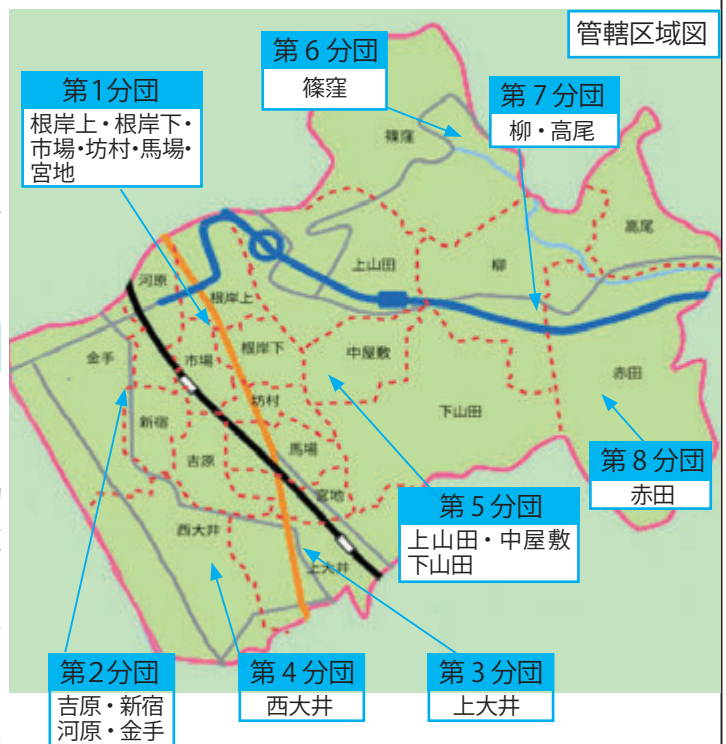 管轄区域図
第6分団
篠窪
第1分団
根岸上・根岸下・
市場・坊村・馬場・
宮地
第7分団
柳・高尾
篠窪
高尾
上山田
柳
河原
根岸上
金手
市場
根岸下
中屋敷
赤田
坊村
下山田
新宿
吉原
馬場
宮地
西大井
上大井
第8分団
赤田
第5分団
上山田・中屋敷
下山田
第2分団
吉原・新宿
河原・金手
第4分団
西大井
第3分団
上大井